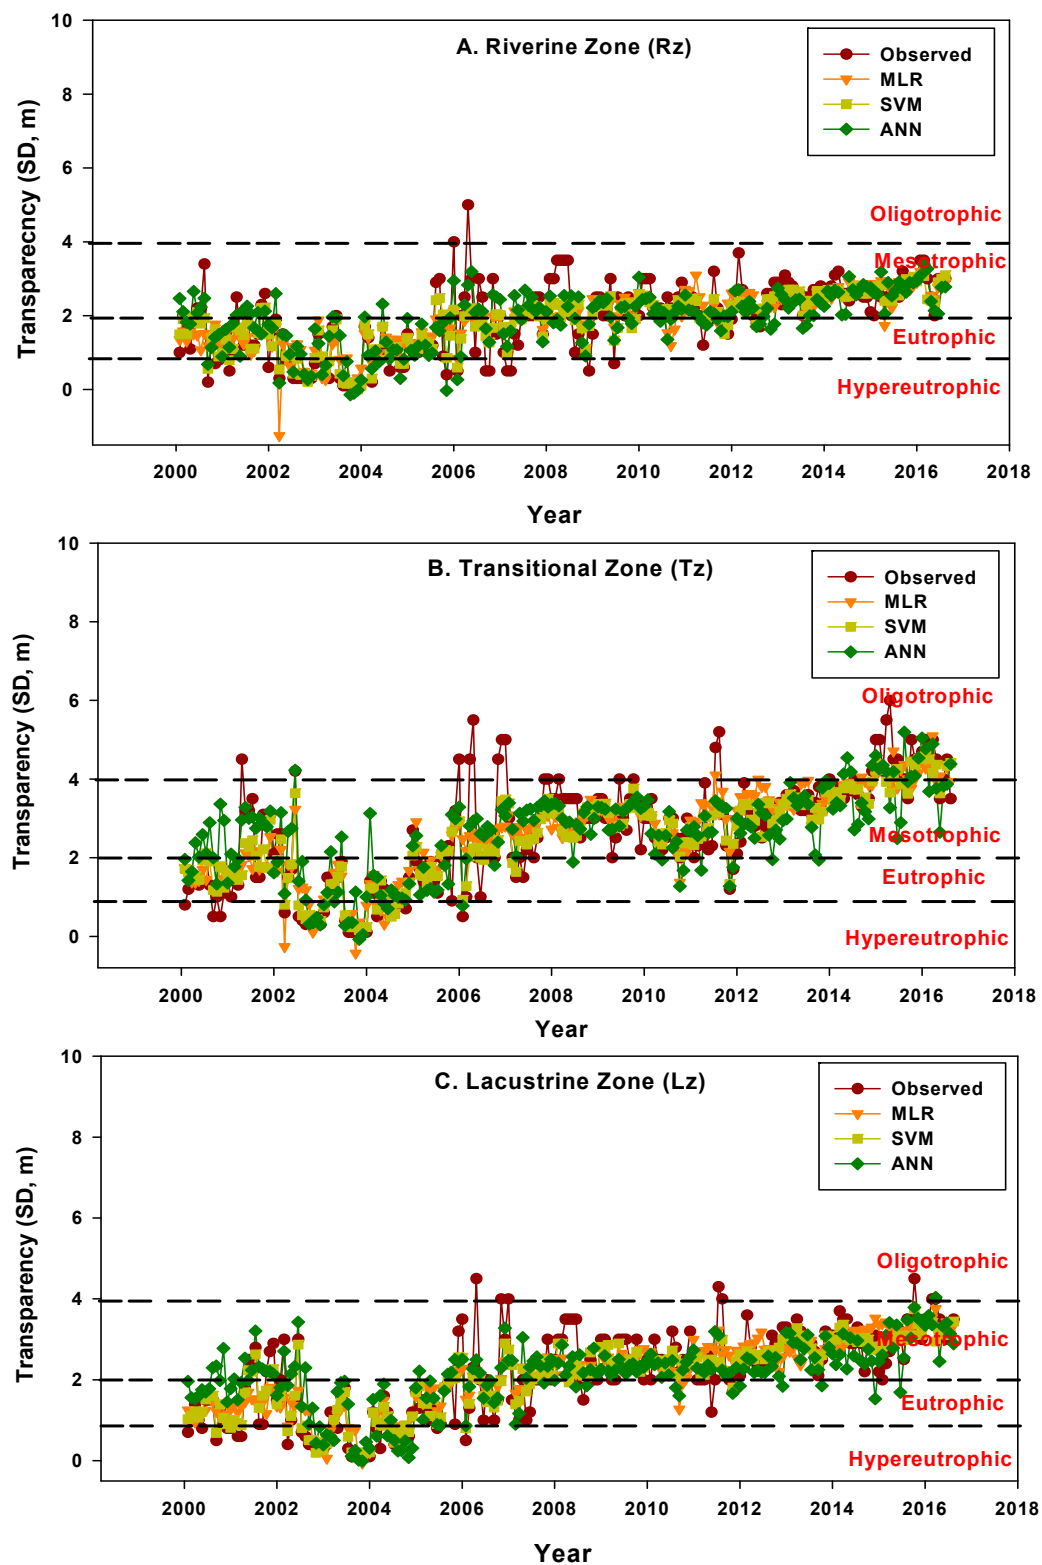 A. Riverine Zone (Rz)
Observed
MLR
SVM
ANN
Transparecncy (SD, m)
10
8
6
4
2
0
Oligotrophic
Mesotrophic
Eutrophic
Hypereutrophic
2000 2002 2004 2006 2008 2010 2012 2014 2016 2018
Year
B. Transitional Zone (Tz)
Observed
MLR
SVM
ANN
Transparency (SD, m)
10
8
6
4
2
0
Oligotrophic
Mesotrophic
Eutrophic
Hypereutrophic
2000 2002 2004 2006 2008 2010 2012 2014 2016 2018
Year
C. Lacustrine Zone (Lz)
Observed
MLR
SVM
ANN
Transparency (SD, m)
10
8
6
4
2
0
Oligotrophic
Mesotrophic
Eutrophic
Hypereutrophic
2000 2002 2004 2006 2008 2010 2012 2014 2016 2018
Year